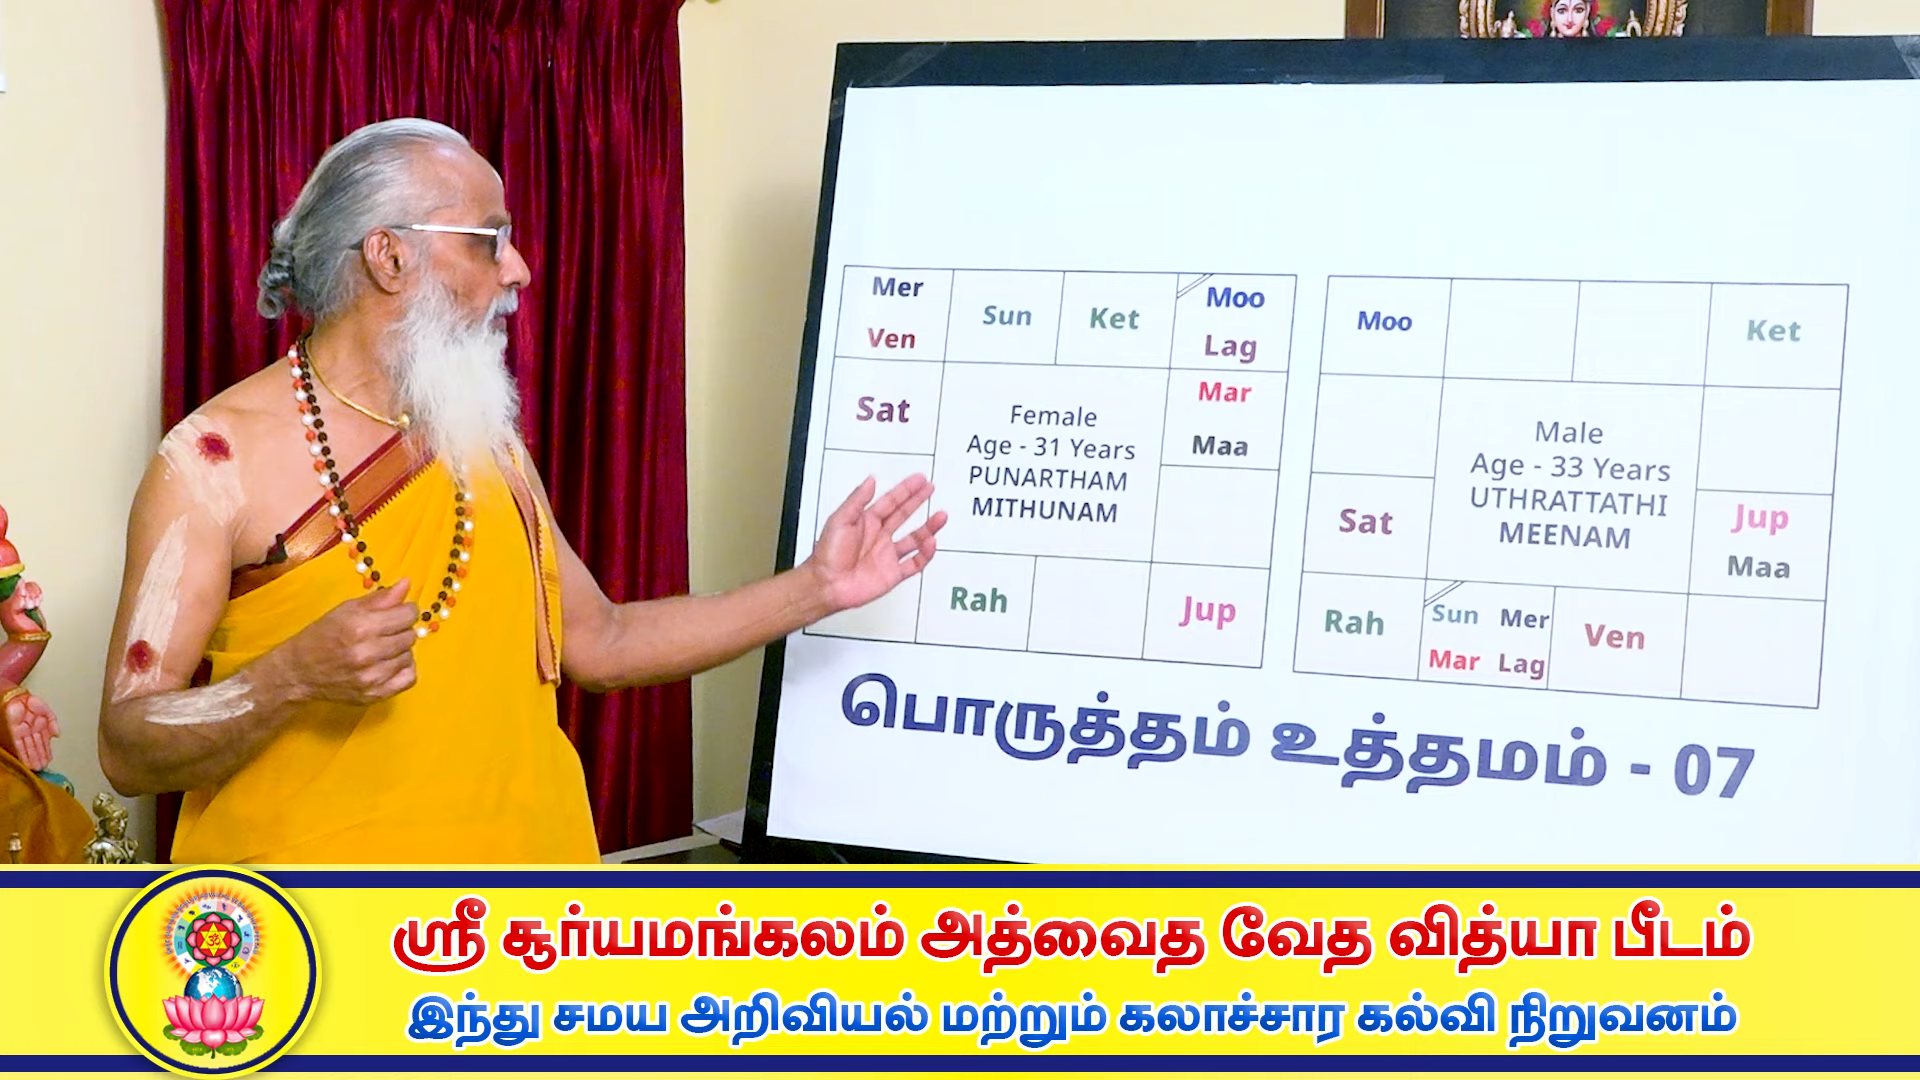 Mer
Ven
Sun
Ket
Moo
Lag
Sat
Mar
Maa
Female
Age - 31 Years
PUNARTHAM
MITHUNAM
Rah
Jup
Moo
Ket
Male
Age - 33 Years
UTHRATTATHI
MEENAM
Sat
Jup
Maa
Rah
Sun Mer
Mar Lag
Ven
பொருத்தம் உத்தமம் - 07
ஸ்ரீ சூர்யமங்கலம் அத்வைத வேத வித்யா பீடம்
இந்து சமய அறிவியல் மற்றும் கலாச்சார கல்வி நிறுவனம்